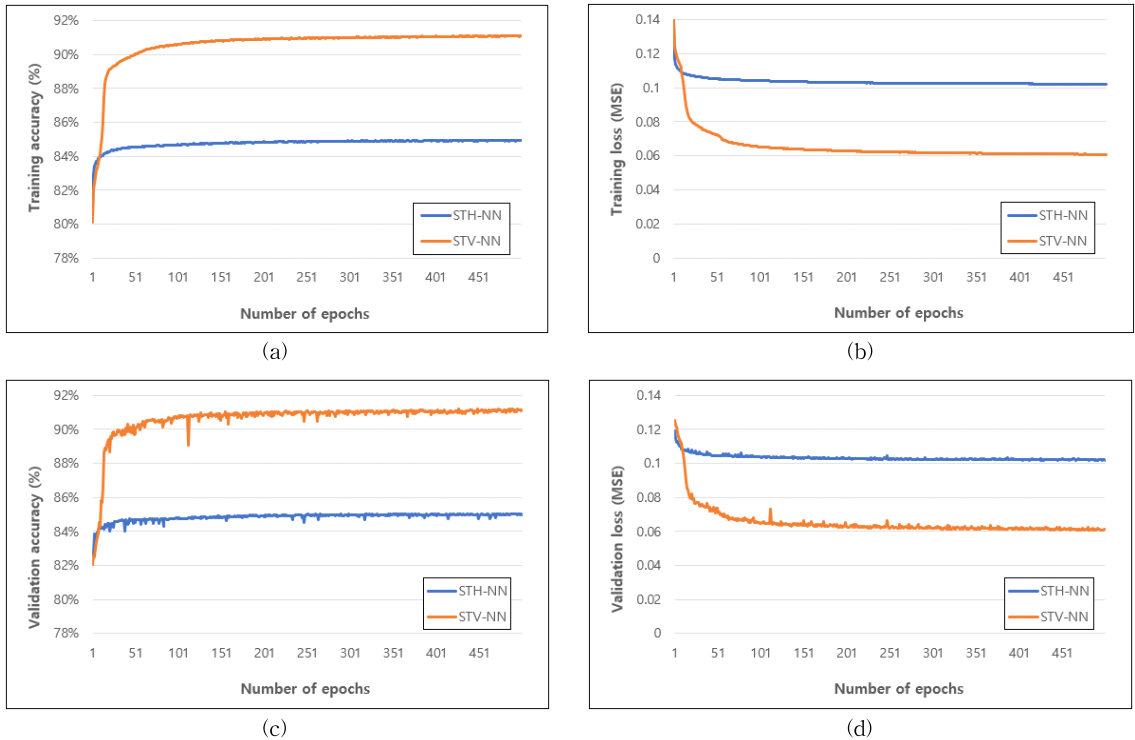 92%
90%
88%
86%
84%
82%
80%
78%
Training accuracy (%)
STH-NN
STV-NN
1 51 101 151 201 251 301 351 401 451
Number of epochs
(a)
0.14
0.12
0.1
0.08
0.06
0.04
0.02
0
Training loss (MSE)
STH-NN
STV-NN
1 51 101 151 201 251 301 351 401 451
Number of epochs
(b)
92%
90%
88%
86%
84%
82%
80%
78%
Validation accuracy (%)
STH-NN
STV-NN
1 51 101 151 201 251 301 351 401 451
Number of epochs
(c)
0.14
0.12
0.1
0.08
0.06
0.04
0.02
0
Validation loss (MSE)
STH-NN
STV-NN
1 51 101 151 201 251 301 351 401 451
Number of epochs
(d)